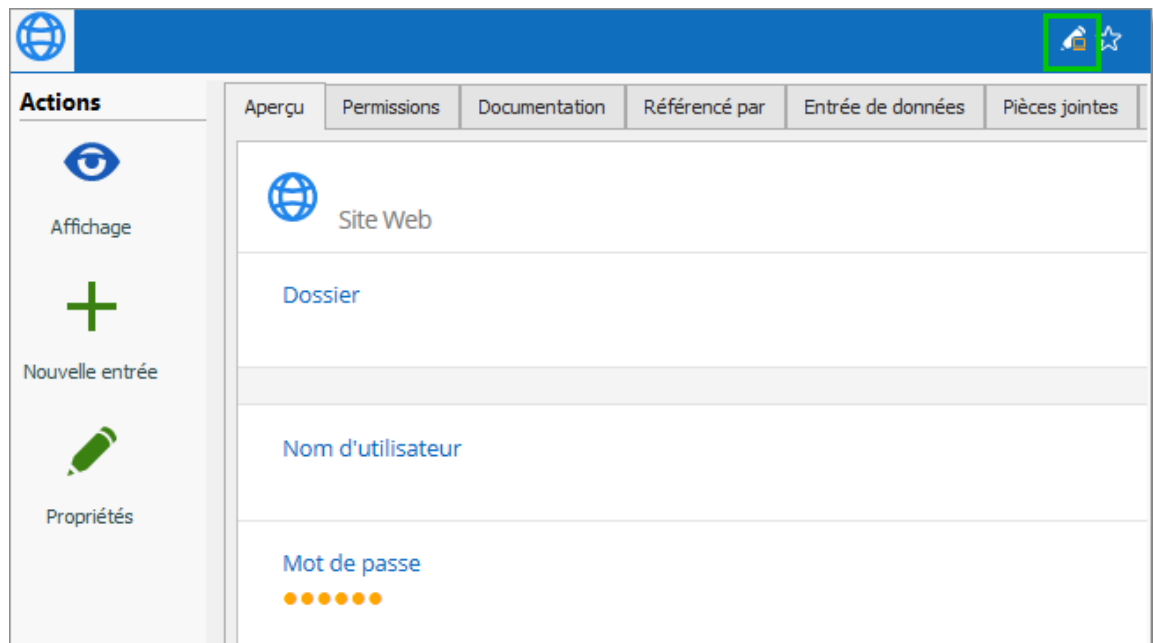 Actions
Aperçu Permissions Documentation Référencé par Entrée de données Pièces jointes
Affichage
Nouvelle entrée
Propriétés
Site Web
Dossier
Nom d'utilisateur
Mot de passe